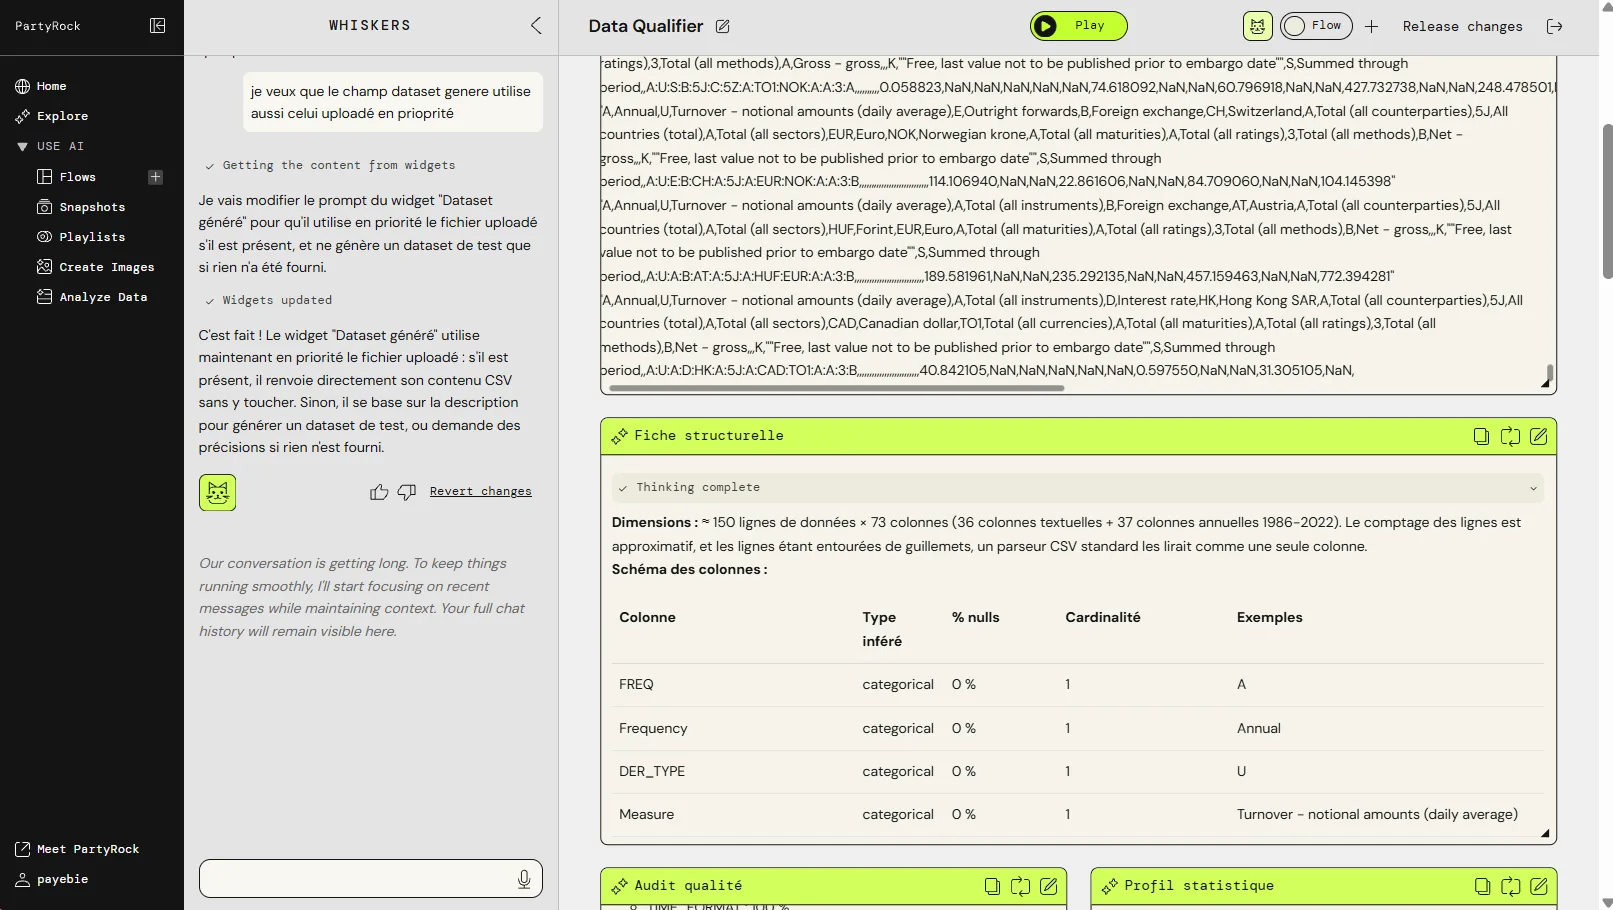 PartyRock
Home
Explore
USE AI
Flows
Snapshots
Playlists
Create Images
Analyze Data
Meet PartyRock
payebie
WHISKERS
je veux que le champ dataset genere utilise
aussi celui uploadé en prioprité
Getting the content from widgets
Je vais modifier le prompt du widget "Dataset
généré" pour qu'il utilise en priorité le fichier uploadé
s'il est présent, et ne génère un dataset de test que
si rien n'a été fourni.
Widgets updated
C'est fait ! Le widget "Dataset généré" utilise
maintenant en priorité le fichier uploadé : s'il est
présent, il renvoie directement son contenu CSV
sans y toucher. Sinon, il se base sur la description
pour générer un dataset de test, ou demande des
précisions si rien n'est fourni.
Revert changes
Our conversation is getting long. To keep things
running smoothly, I'll start focusing on recent
messages while maintaining context. Your full chat
history will remain visible here.
Data Qualifier
Play
Flow
Release changes
ratings),3,Total (all methods),A,Gross - gross,,,K,""Free, last value not to be published prior to embargo date"",S,Summed through
period,,A:U:S:B:5J:C:5Z:A:TO1:NOK:A:A:3:A,,,,,,,,,,0.058823,NaN,NaN,NaN,NaN,NaN,74.618092,NaN,NaN,60.796918,NaN,NaN,427.732738,NaN,NaN,248.478501,
"A,Annual,U,Turnover - notional amounts (daily average),E,Outright forwards,B,Foreign exchange,CH,Switzerland,A,Total (all counterparties),5J,All
countries (total),A,Total (all sectors),EUR,Euro,NOK,Norwegian krone,A,Total (all maturities),A,Total (all ratings),3,Total (all methods),B,Net -
gross,,,K,""Free, last value not to be published prior to embargo date"",S,Summed through
period,,A:U:E:B:CH:A:5J:A:EUR:NOK:A:A:3:B,,,,,,,,,,,,,,,,,,,,,,,,,,,,114.106940,NaN,NaN,22.861606,NaN,NaN,84.709060,NaN,NaN,104.145398"
"A,Annual,U,Turnover - notional amounts (daily average),A,Total (all instruments),B,Foreign exchange,AT,Austria,A,Total (all counterparties),5J,All
countries (total),A,Total (all sectors),HUF,Forint,EUR,Euro,A,Total (all maturities),A,Total (all ratings),3,Total (all methods),B,Net - gross,,,K,""Free, last
value not to be published prior to embargo date"",S,Summed through
period,,A:U:A:B:AT:A:5J:A:HUF:EUR:A:A:3:B,,,,,,,,,,,,,,,,,,,,,,,,,,,,189.581961,NaN,NaN,235.292135,NaN,NaN,457.159463,NaN,NaN,772.394281"
"A,Annual,U,Turnover - notional amounts (daily average),A,Total (all instruments),D,Interest rate,HK,Hong Kong SAR,A,Total (all counterparties),5J,All
countries (total),A,Total (all sectors),CAD,Canadian dollar,TO1,Total (all currencies),A,Total (all maturities),A,Total (all ratings),3,Total (all
methods),B,Net - gross,,,K,""Free, last value not to be published prior to embargo date"",S,Summed through
period,,A:U:A:D:HK:A:5J:A:CAD:TO1:A:A:3:B,,,,,,,,,,,,,,,,,,,,,,,,,40.842105,NaN,NaN,NaN,NaN,NaN,0.597550,NaN,NaN,31.305105,NaN,
Fiche structurelle
Thinking complete
Dimensions : ≈ 150 lignes de données × 73 colonnes (36 colonnes textuelles + 37 colonnes annuelles 1986-2022). Le comptage des lignes est
approximatif, et les lignes étant entourées de guillemets, un parseur CSV standard les lirait comme une seule colonne.
Schéma des colonnes :
Colonne Type inféré % nulls Cardinalité Exemples
FREQ categorical 0 % 1 A
Frequency categorical 0 % 1 Annual
DER_TYPE categorical 0 % 1 U
Measure categorical 0 % 1 Turnover - notional amounts (daily average)
Audit qualité
TIME_FORMAT : 100 %
Profil statistique